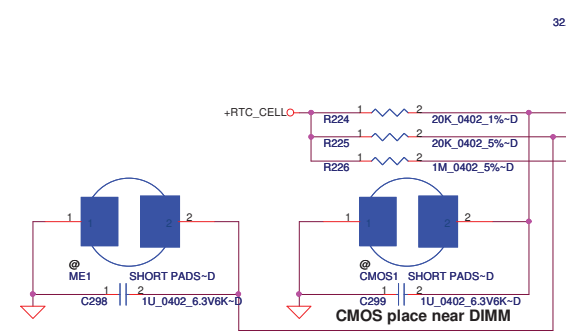 32.
+RTC_CELL
1 2
R224 20K_0402_1%~D
1 2
R225 20K_0402_5%~D
1 2
R226 1M_0402_5%~D
1 1 2 2
1 1 2 2
@ @
ME1 SHORT PADS~D CMOS1 SHORT PADS~D
1 2 1 2
C298 1U_0402_6.3V6K~D C299 1U_0402_6.3V6K~D
CMOS place near DIMM